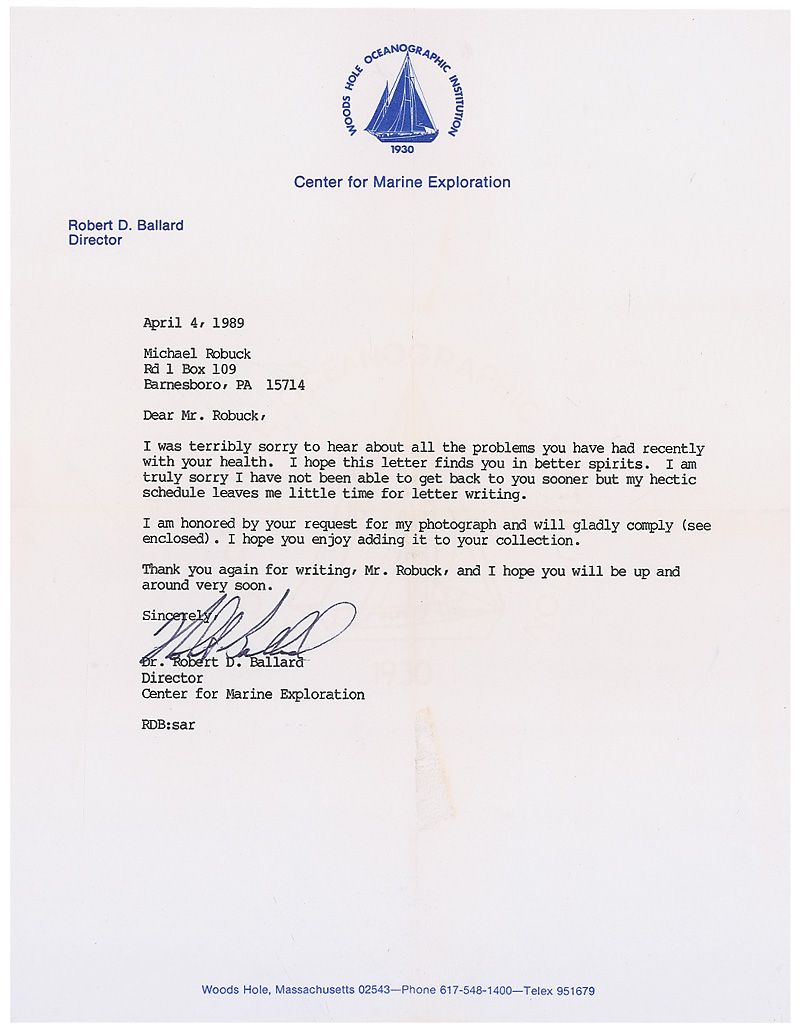 WOODS HOLE OCEANOGRAPHIC INSTITUTION
1930
Center for Marine Exploration
Robert D. Ballard
Director
April 4, 1989
Michael Robuck
Rd 1 Box 109
Barnesboro, PA  15714
Dear Mr. Robuck,
I was terribly sorry to hear about all the problems you have had recently
with your health.  I hope this letter finds you in better spirits.  I am
truly sorry I have not been able to get back to you sooner but my hectic
schedule leaves me little time for letter writing.
I am honored by your request for my photograph and will gladly comply (see
enclosed). I hope you enjoy adding it to your collection.
Thank you again for writing, Mr. Robuck, and I hope you will be up and
around very soon.
Sincerely,
Dr. Robert D. Ballard
Director
Center for Marine Exploration
RDB:sar
Woods Hole, Massachusetts 02543—Phone 617-548-1400—Telex 951679